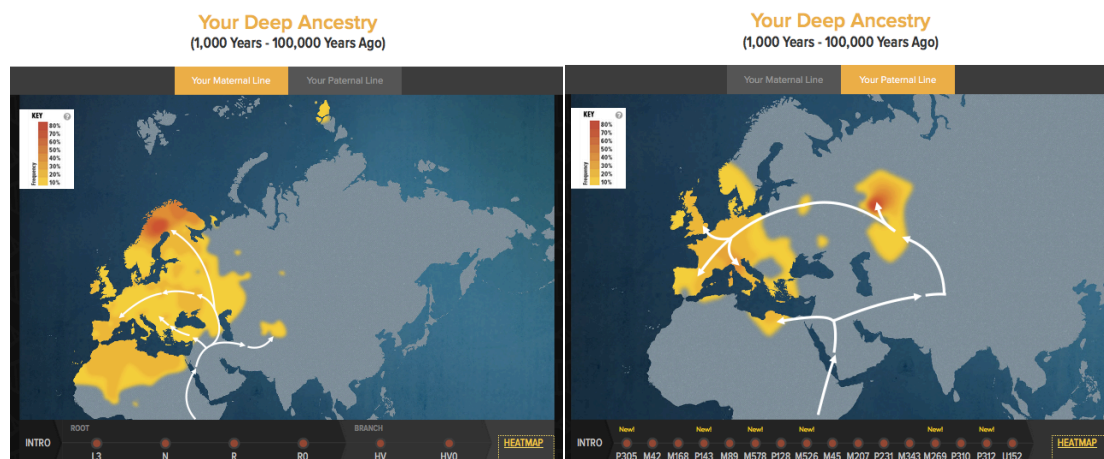 Your Deep Ancestry
(1,000 Years - 100,000 Years Ago)
Your Maternal Line Your Paternal Line
KEY ?
Frequency
80%
70%
60%
50%
40%
30%
20%
10%
ROOT BRANCH
INTRO L3 N R R0 HV HV0 HEATMAP
Your Deep Ancestry
(1,000 Years - 100,000 Years Ago)
Your Maternal Line Your Paternal Line
KEY ?
Frequency
80%
70%
60%
50%
40%
30%
20%
10%
New! New! New! New! New! New!
INTRO P305 M42 M168 P143 M89 M578 P128 M526 M45 M207 P231 M343 M269 P310 P312 U152 HEATMAP